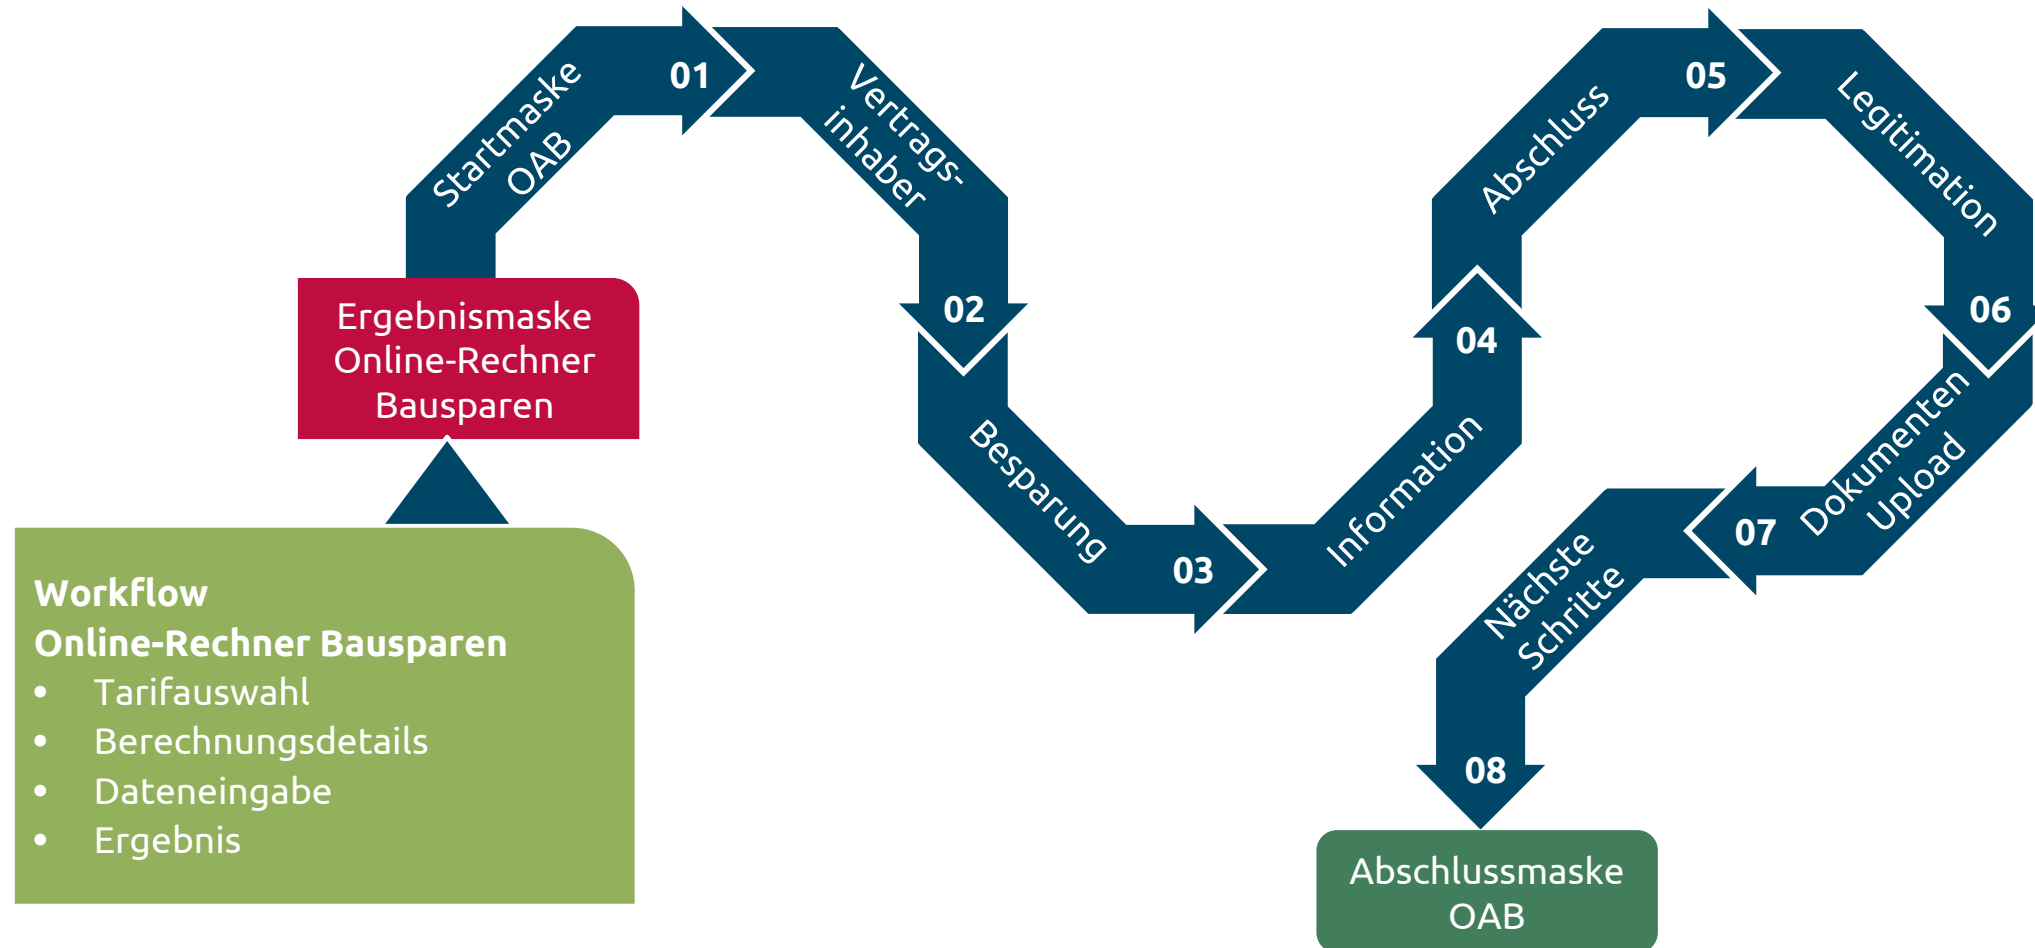 Workflow
Online-Rechner Bausparen
• Tarifauswahl
• Berechnungsdetails
• Dateneingabe
• Ergebnis
Ergebnismaske
Online-Rechner
Bausparen
Startmaske
OAB
01
Vertrags-
inhaber
02
Besparung
03
Information
04
Abschluss
05
Legitimation
06
Dokumenten
Upload
07
Nächste
Schritte
08
Abschlussmaske
OAB